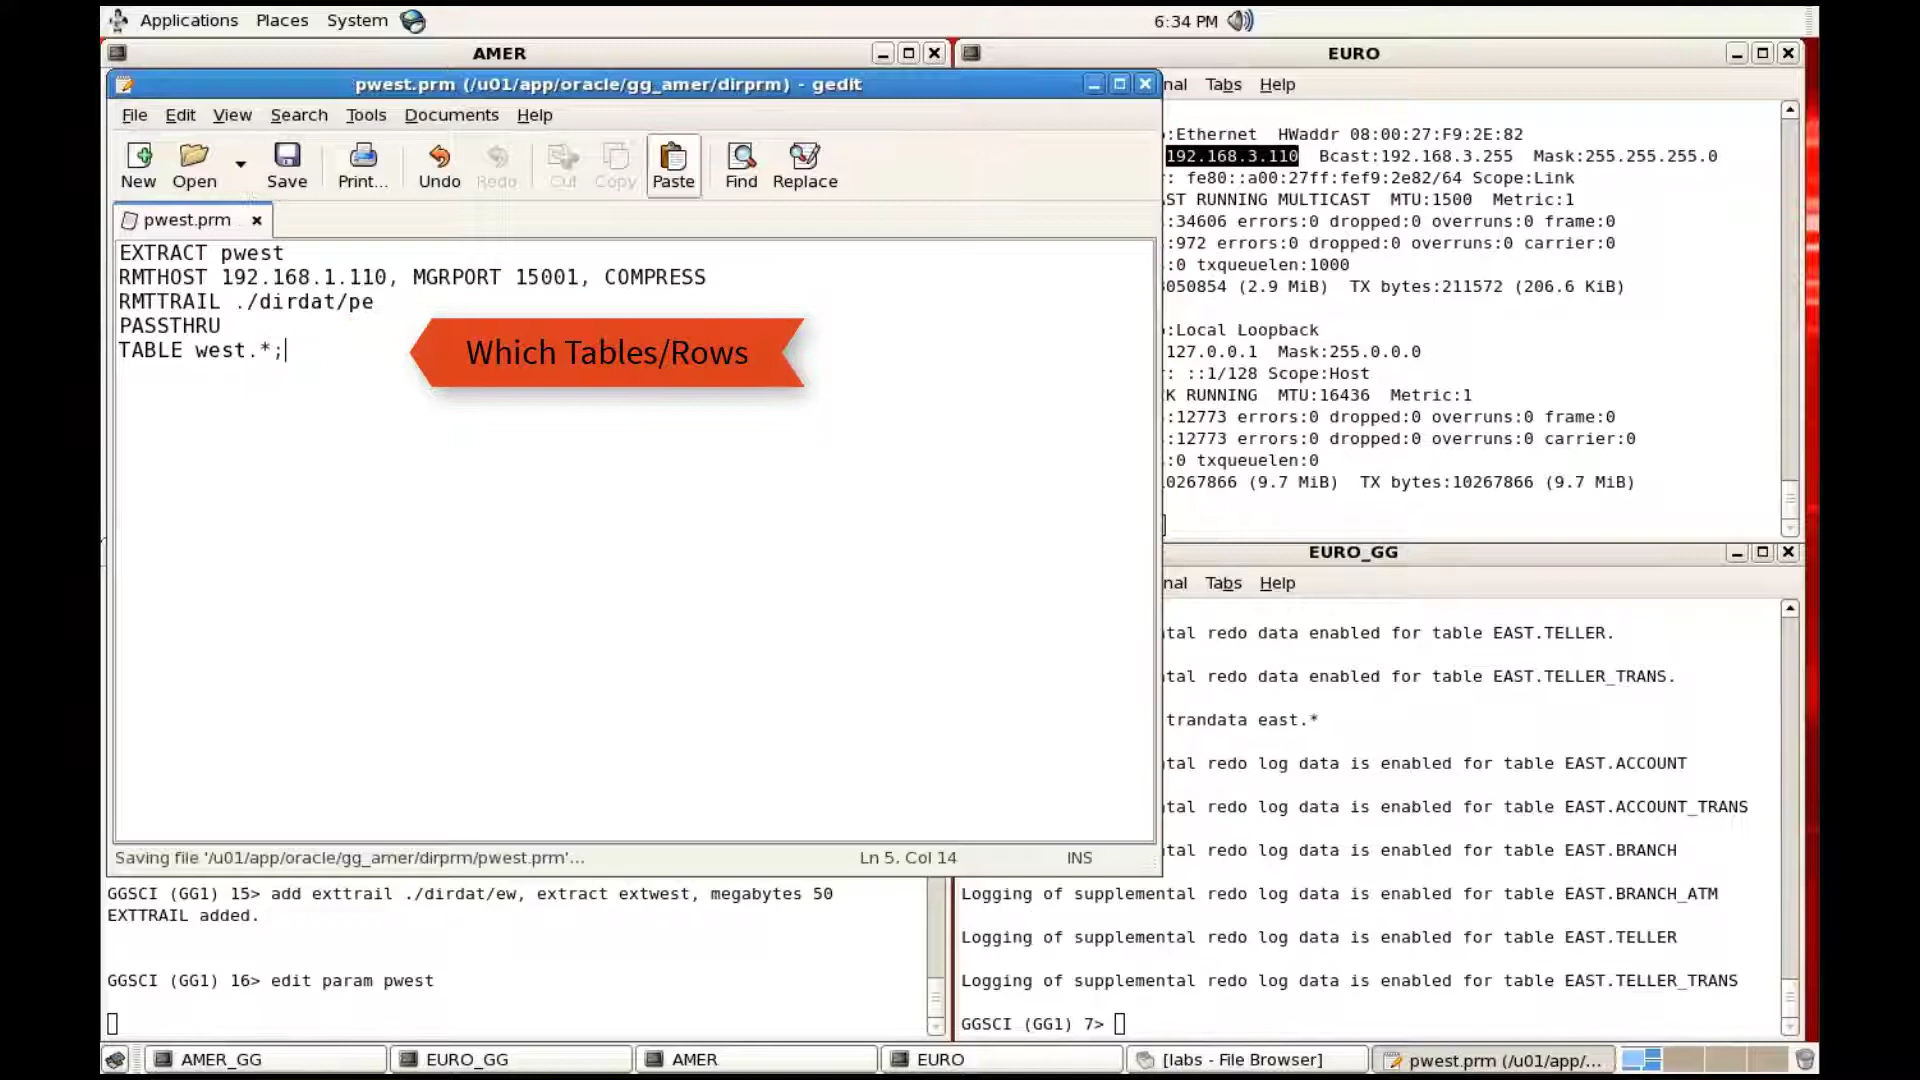 Applications Places System
6:34 PM
AMER
EURO
pwest.prm (/u01/app/oracle/gg_amer/dirprm) - gedit
File Edit View Search Tools Documents Help
New Open Save Print... Undo Redo Cut Copy Paste Find Replace
pwest.prm
EXTRACT pwest
RMTHOST 192.168.1.110, MGRPORT 15001, COMPRESS
RMTTRAIL ./dirdat/pe
PASSTHRU
TABLE west.*;
Which Tables/Rows
Saving file '/u01/app/oracle/gg_amer/dirprm/pwest.prm'...
Ln 5, Col 14
INS
GGSCI (GG1) 15> add exttrail ./dirdat/ew, extract extwest, megabytes 50
EXTTRAIL added.
GGSCI (GG1) 16> edit param pwest
nal Tabs Help
:Ethernet HWaddr 08:00:27:F9:2E:82
192.168.3.110 Bcast:192.168.3.255 Mask:255.255.255.0
: fe80::a00:27ff:fef9:2e82/64 Scope:Link
ST RUNNING MULTICAST MTU:1500 Metric:1
:34606 errors:0 dropped:0 overruns:0 frame:0
:972 errors:0 dropped:0 overruns:0 carrier:0
:0 txqueuelen:1000
050854 (2.9 MiB) TX bytes:211572 (206.6 KiB)
:Local Loopback
127.0.0.1 Mask:255.0.0.0
: ::1/128 Scope:Host
K RUNNING MTU:16436 Metric:1
:12773 errors:0 dropped:0 overruns:0 frame:0
:12773 errors:0 dropped:0 overruns:0 carrier:0
:0 txqueuelen:0
0267866 (9.7 MiB) TX bytes:10267866 (9.7 MiB)
EURO_GG
nal Tabs Help
tal redo data enabled for table EAST.TELLER.
tal redo data enabled for table EAST.TELLER_TRANS.
trandata east.*
tal redo log data is enabled for table EAST.ACCOUNT
tal redo log data is enabled for table EAST.ACCOUNT_TRANS
tal redo log data is enabled for table EAST.BRANCH
Logging of supplemental redo log data is enabled for table EAST.BRANCH_ATM
Logging of supplemental redo log data is enabled for table EAST.TELLER
Logging of supplemental redo log data is enabled for table EAST.TELLER_TRANS
GGSCI (GG1) 7>
AMER_GG
EURO_GG
AMER
EURO
[labs - File Browser]
pwest.prm (/u01/app/...